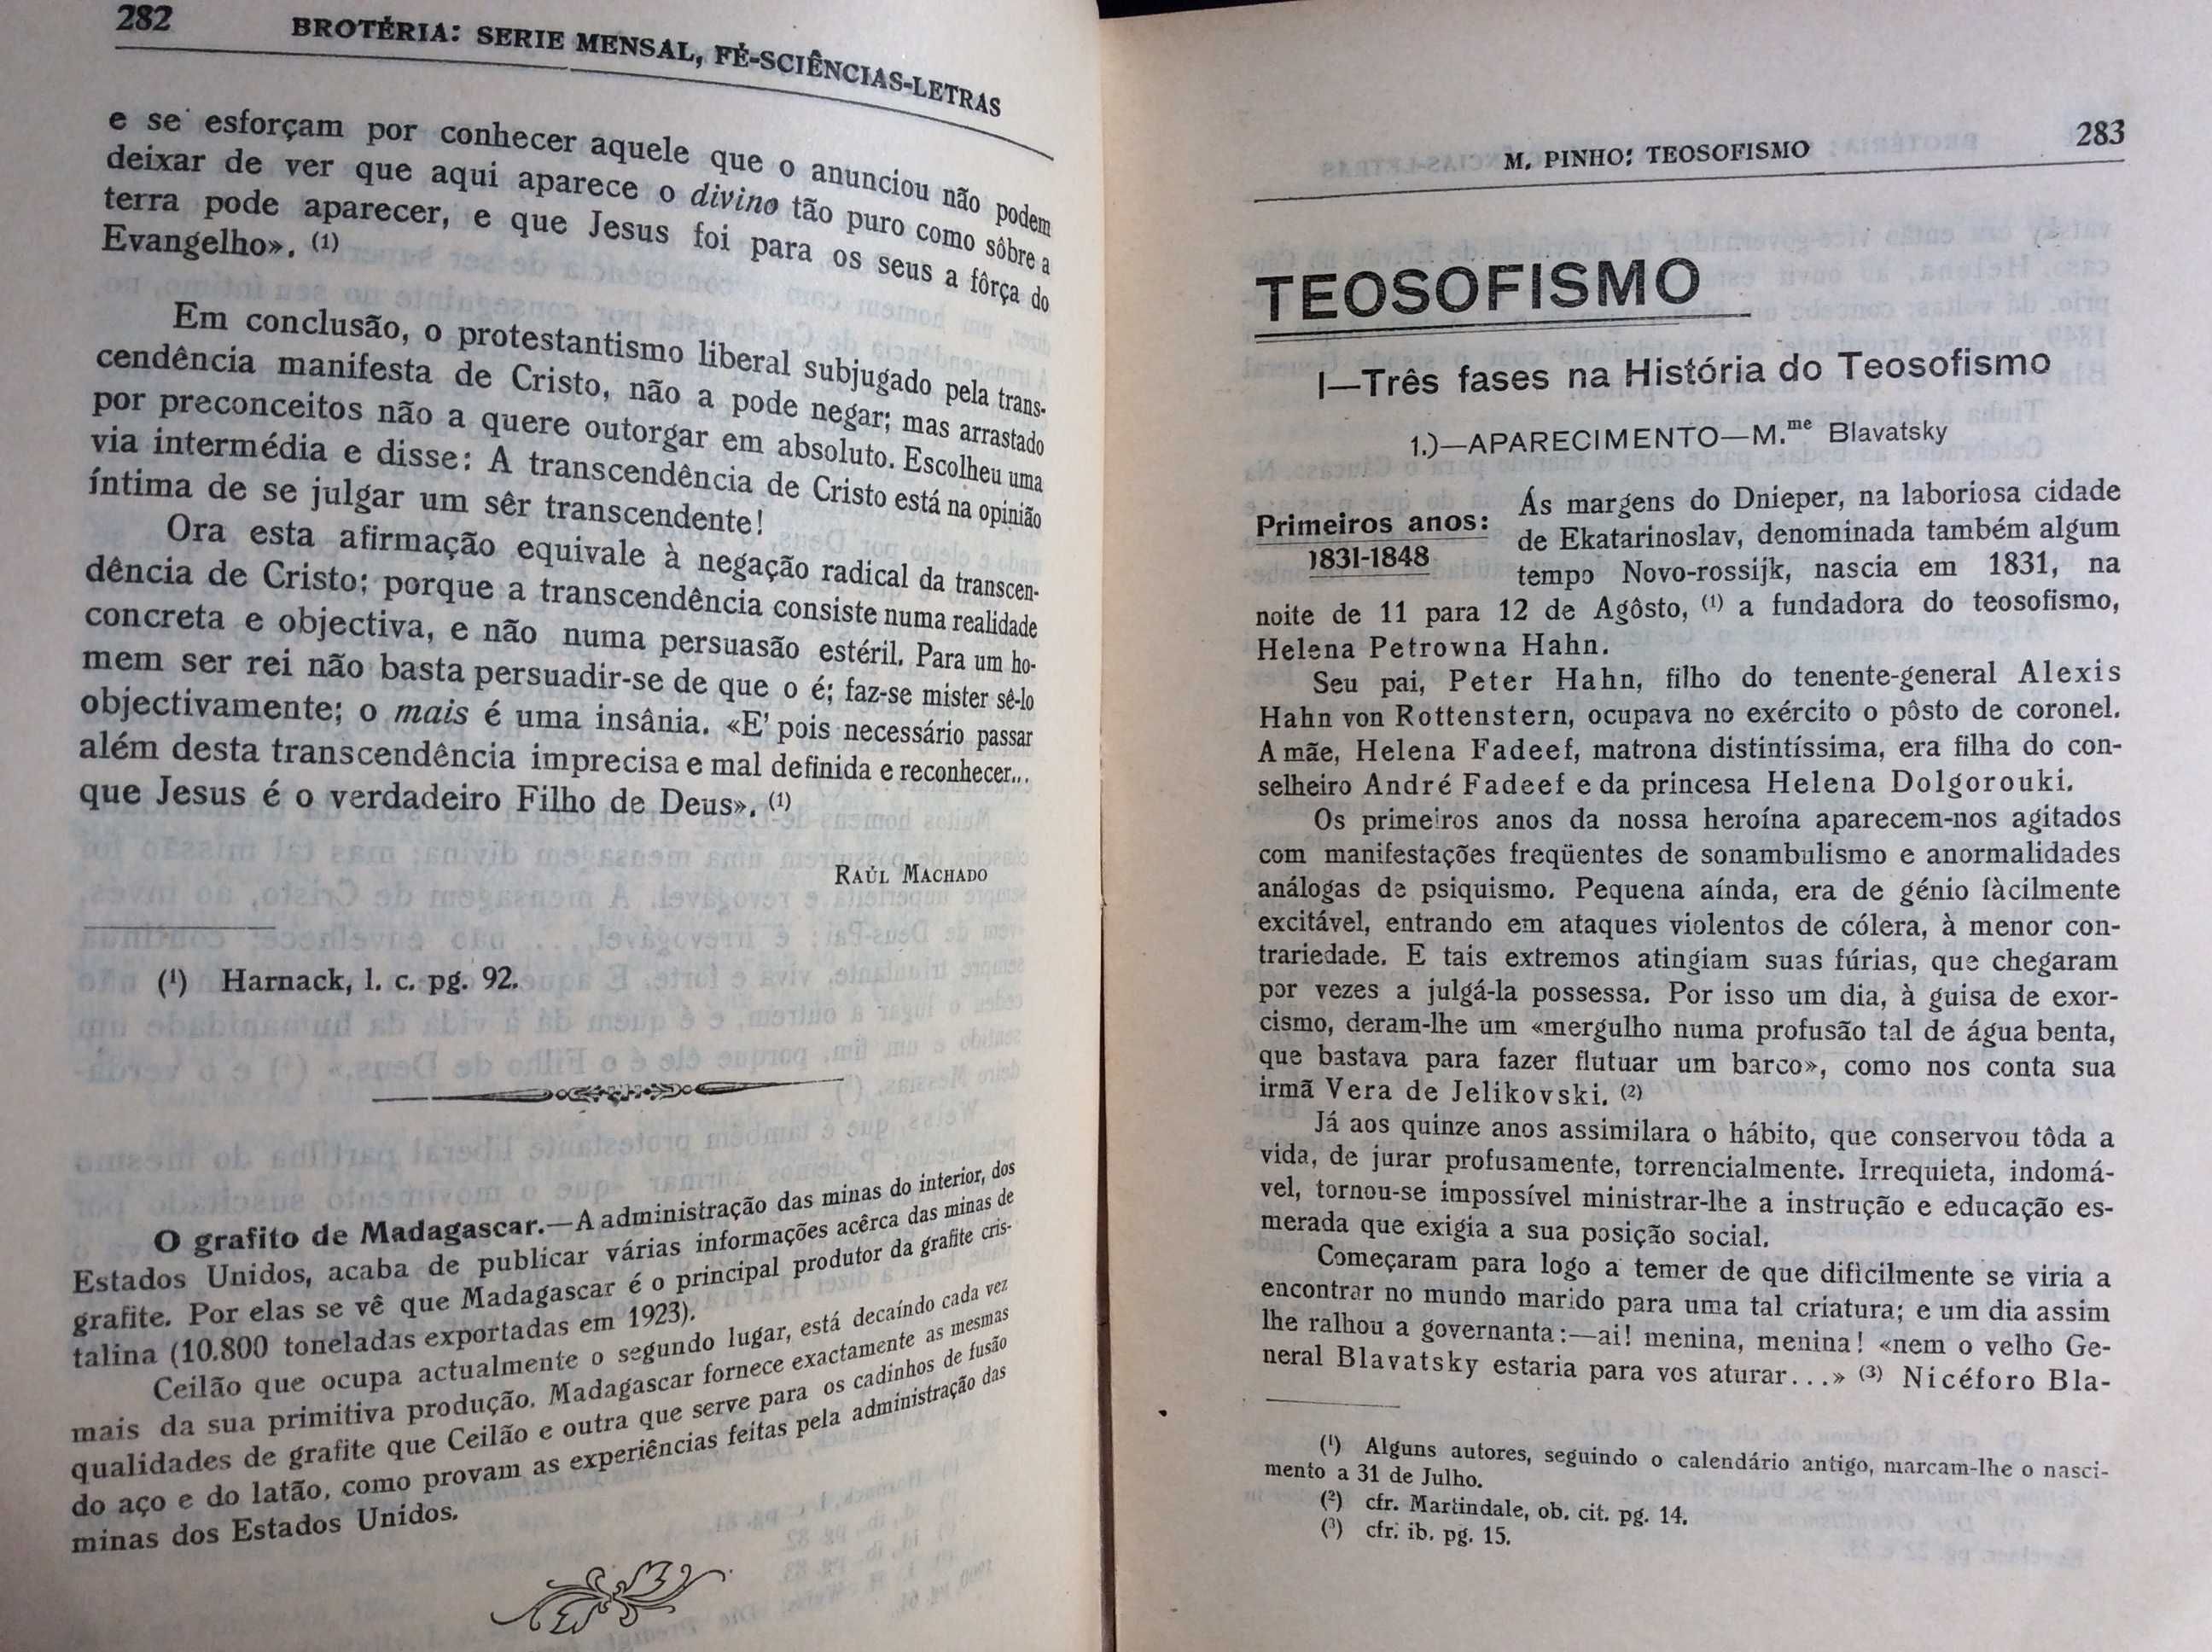 282
BROTÉRIA: SERIE MENSAL, FÉ-SCIÊNCIAS-LETRAS
e se esforçam por conhecer aquele que o anunciou não podem
deixar de ver que aqui aparece o divino tão puro como sôbre a
terra pode aparecer, e que Jesus foi para os seus a fôrça do
Evangelho». (1)
Em conclusão, o protestantismo liberal subjugado pela trans-
cendência manifesta de Cristo, não a pode negar; mas arrastado
por preconceitos não a quere outorgar em absoluto. Escolheu uma
via intermédia e disse: A transcendência de Cristo está na opinião
íntima de se julgar um sêr transcendente!
Ora esta afirmação equivale à negação radical da transcen-
dência de Cristo; porque a transcendência consiste numa realidade
concreta e objectiva, e não numa persuasão estéril. Para um ho-
mem ser rei não basta persuadir-se de que o é; faz-se mister sê-lo
objectivamente; o mais é uma insânia. «E' pois necessário passar
além desta transcendência imprecisa e mal definida e reconhecer...
que Jesus é o verdadeiro Filho de Deus». (1)
RAÚL MACHADO
(1) Harnack, l. c. pg. 92.
O grafito de Madagascar.—A administração das minas do interior, dos
Estados Unidos, acaba de publicar várias informações acêrca das minas de
grafite. Por elas se vê que Madagascar é o principal produtor da grafite cris-
talina (10.800 toneladas exportadas em 1923).
Ceilão que ocupa actualmente o segundo lugar, está decaíndo cada vez
mais da sua primitiva produção. Madagascar fornece exactamente as mesmas
qualidades de grafite que Ceilão e outra que serve para os cadinhos de fusão
do aço e do latão, como provam as experiências feitas pela administração das
minas dos Estados Unidos.
M. PINHO: TEOSOFISMO
283
TEOSOFISMO
I—Três fases na História do Teosofismo
1.)—APARECIMENTO—M.me Blavatsky
Primeiros anos:
1831-1848
Ás margens do Dnieper, na laboriosa cidade
de Ekatarinoslav, denominada também algum
tempo Novo-rossijk, nascia em 1831, na
noite de 11 para 12 de Agôsto, (1) a fundadora do teosofismo,
Helena Petrowna Hahn.
Seu pai, Peter Hahn, filho do tenente-general Alexis
Hahn von Rottenstern, ocupava no exército o pôsto de coronel.
A mãe, Helena Fadeef, matrona distintíssima, era filha do con-
selheiro André Fadeef e da princesa Helena Dolgorouki.
Os primeiros anos da nossa heroína aparecem-nos agitados
com manifestações freqüentes de sonambulismo e anormalidades
análogas de psiquismo. Pequena aínda, era de génio fàcilmente
excitável, entrando em ataques violentos de cólera, à menor con-
trariedade. E tais extremos atingiam suas fúrias, que chegaram
por vezes a julgá-la possessa. Por isso um dia, à guisa de exor-
cismo, deram-lhe um «mergulho numa profusão tal de água benta,
que bastava para fazer flutuar um barco», como nos conta sua
irmã Vera de Jelikovski. (2)
Já aos quinze anos assimilara o hábito, que conservou tôda a
vida, de jurar profusamente, torrencialmente. Irrequieta, indomá-
vel, tornou-se impossível ministrar-lhe a instrução e educação es-
merada que exigia a sua posição social.
Começaram para logo a temer de que difìcilmente se viria a
encontrar no mundo marido para uma tal criatura; e um dia assim
lhe ralhou a governanta:—ai! menina, menina! «nem o velho Ge-
neral Blavatsky estaria para vos aturar...» (3) Nicéforo Bla-
(1) Alguns autores, seguindo o calendário antigo, marcam-lhe o nasci-
mento a 31 de Julho.
(2) cfr. Martindale, ob. cit. pg. 14.
(3) cfr. ib. pg. 15.